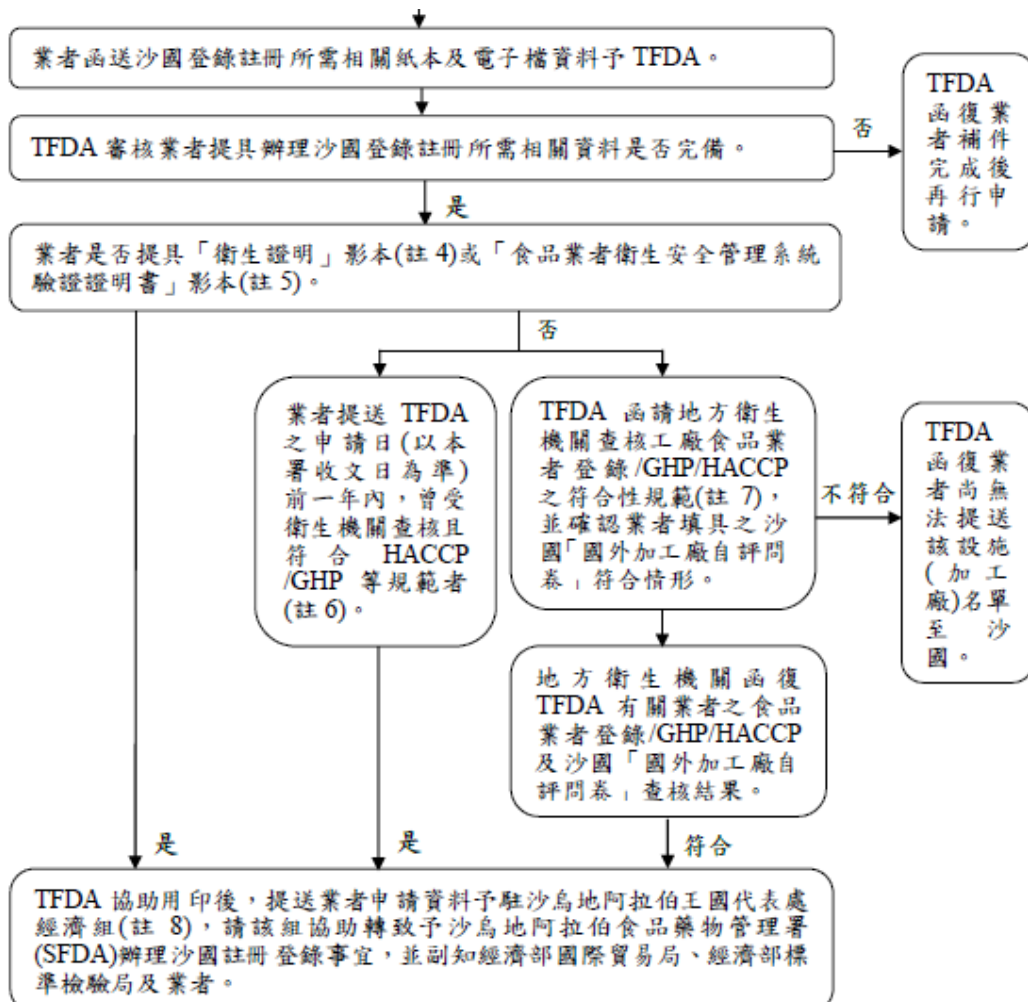 業者函送沙國登錄註冊所需相關紙本及電子檔資料予 TFDA。
TFDA 審核業者提具辦理沙國登錄註冊所需相關資料是否完備。
否
TFDA
函復業
者補件
完成後
再行申
請。
是
業者是否提具「衛生證明」影本(註 4)或「食品業者衛生安全管理系統
驗證證明書」影本(註 5)。
否
業者提送 TFDA
之申請日(以本
署收文日為準)
前一年內，曾受
衛生機關查核且
符合 HACCP
/GHP 等規範者
(註 6)。
TFDA 函請地方衛生
機關查核工廠食品業
者登錄/GHP/HACCP
之符合性規範(註 7)，
並確認業者填具之沙
國「國外加工廠自評問
卷」符合情形。
不符合
TFDA
函復業
者尚無
法提送
該設施
(加工
廠)名單
至沙
國。
地方衛生機關函復
TFDA 有關業者之食品
業者登錄/GHP/HACCP
及沙國「國外加工廠自
評問卷」查核結果。
是
是
符合
TFDA 協助用印後，提送業者申請資料予駐沙烏地阿拉伯王國代表處
經濟組(註 8)，請該組協助轉致予沙烏地阿拉伯食品藥物管理署
(SFDA)辦理沙國註冊登錄事宜，並副知經濟部國際貿易局、經濟部標
準檢驗局及業者。